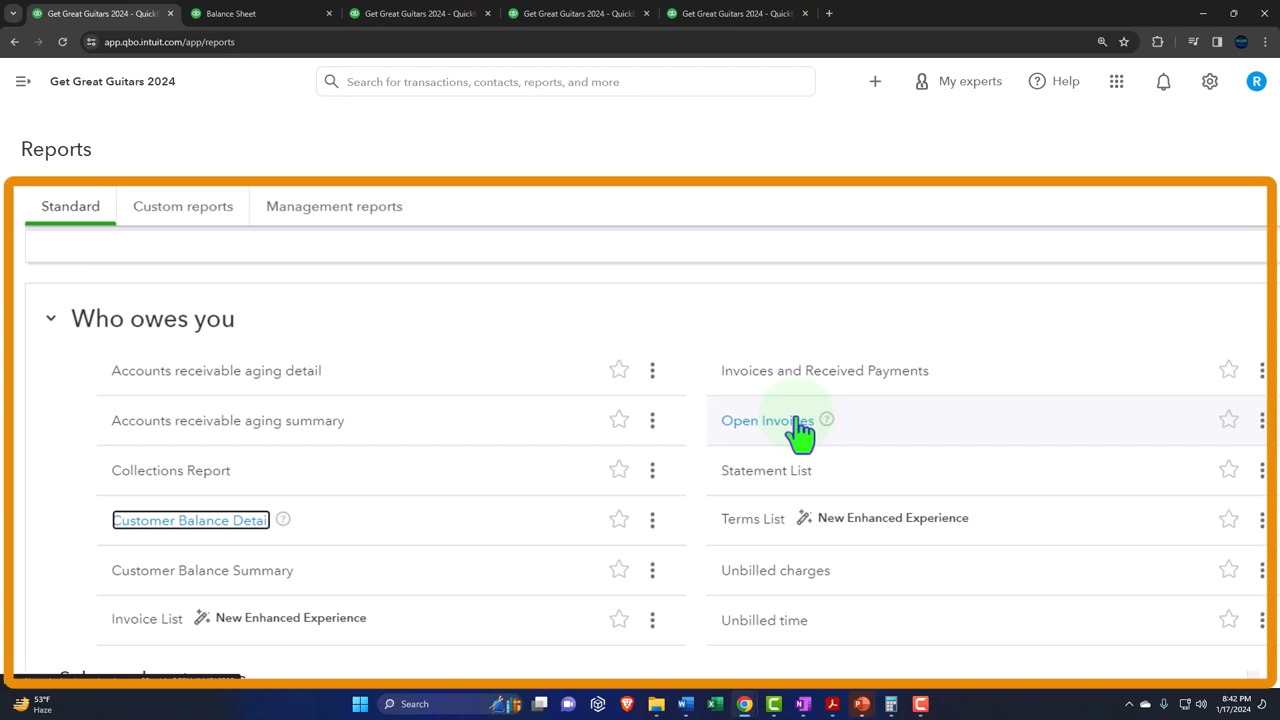 Get Great Guitars 2024 - QuickB
Balance Sheet
Get Great Guitars 2024 - QuickB
Get Great Guitars 2024 - QuickB
Get Great Guitars 2024 - QuickB
app.qbo.intuit.com/app/reports
Get Great Guitars 2024
Search for transactions, contacts, reports, and more
My experts
Help
R
Reports
Standard
Custom reports
Management reports
Who owes you
Accounts receivable aging detail
Invoices and Received Payments
Accounts receivable aging summary
Open Invoices
Collections Report
Statement List
Customer Balance Detail
Terms List New Enhanced Experience
Customer Balance Summary
Unbilled charges
Invoice List New Enhanced Experience
Unbilled time
53°F
Haze
Search
8:42 PM
1/17/2024